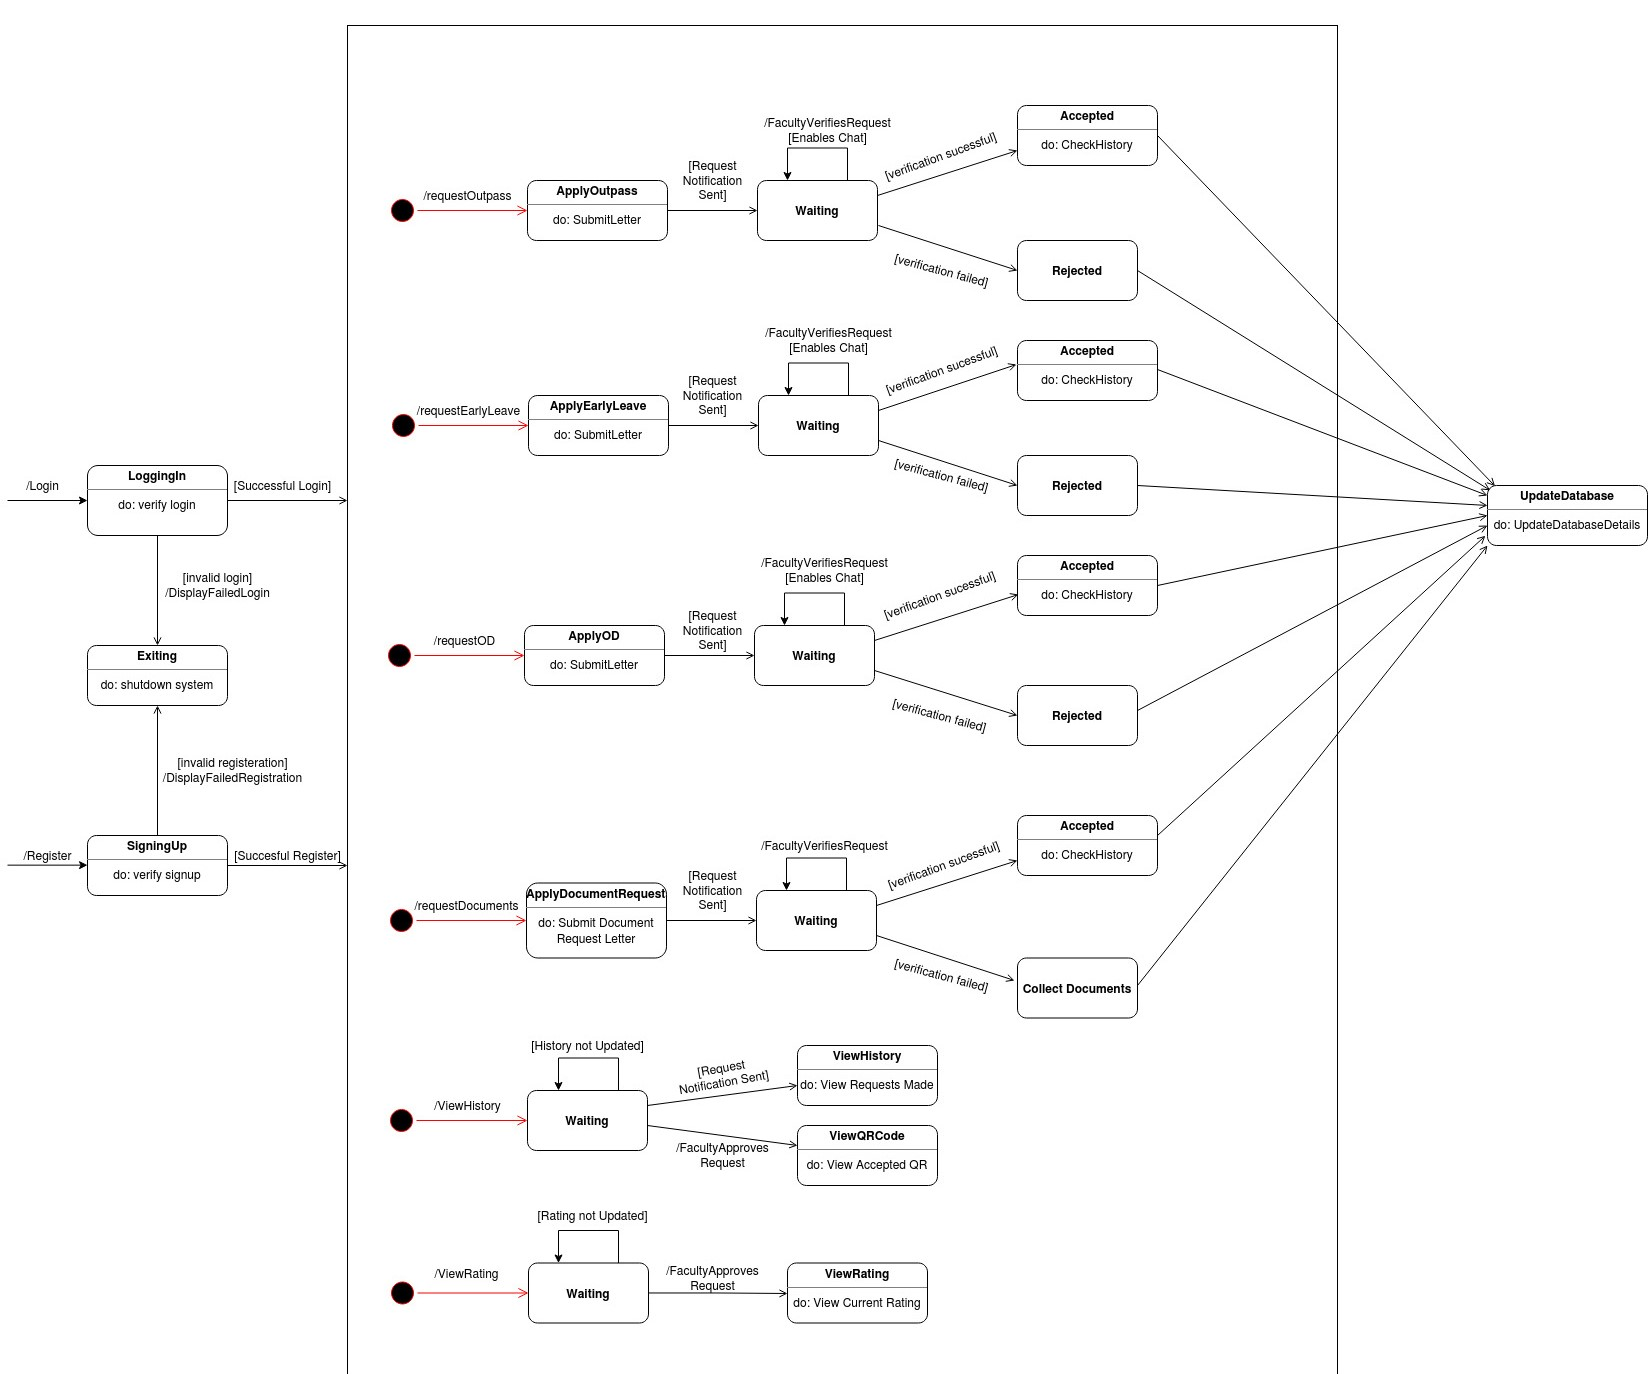 /FacultyVerifiesRequest
[Enables Chat]
[verification sucessful]
Accepted
do: CheckHistory
/requestOutpass
ApplyOutpass
do: SubmitLetter
[Request
Notification
Sent]
Waiting
[verification failed]
Rejected
/FacultyVerifiesRequest
[Enables Chat]
[verification sucessful]
Accepted
do: CheckHistory
/requestEarlyLeave
ApplyEarlyLeave
do: SubmitLetter
[Request
Notification
Sent]
Waiting
[verification failed]
Rejected
/Login
LoggingIn
do: verify login
[Successful Login]
UpdateDatabase
do: UpdateDatabaseDetails
[invalid login]
/DisplayFailedLogin
/FacultyVerifiesRequest
[Enables Chat]
[verification sucessful]
Accepted
do: CheckHistory
/requestOD
ApplyOD
do: SubmitLetter
[Request
Notification
Sent]
Waiting
[verification failed]
Rejected
Exiting
do: shutdown system
[invalid registeration]
/DisplayFailedRegistration
/Register
SigningUp
do: verify signup
[Succesful Register]
/FacultyVerifiesRequest
[verification sucessful]
Accepted
do: CheckHistory
/requestDocuments
ApplyDocumentRequest
do: Submit Document
Request Letter
[Request
Notification
Sent]
Waiting
[verification failed]
Collect Documents
[History not Updated]
/ViewHistory
Waiting
[Request
Notification Sent]
ViewHistory
do: View Requests Made
/FacultyApproves
Request
ViewQRCode
do: View Accepted QR
[Rating not Updated]
/ViewRating
Waiting
/FacultyApproves
Request
ViewRating
do: View Current Rating